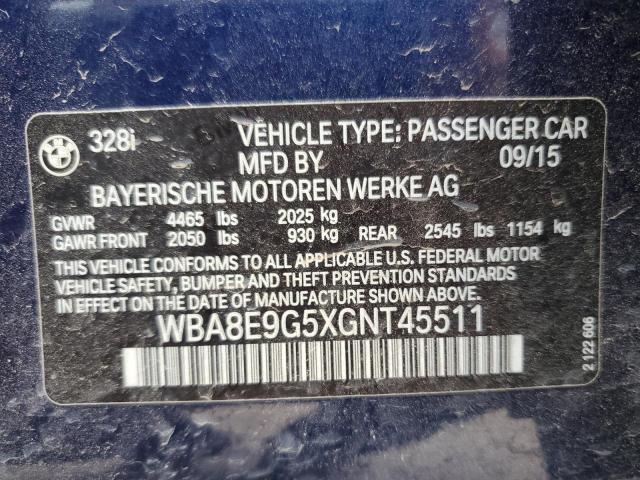 328i VEHICLE TYPE: PASSENGER CAR
MFD BY 09/15
BAYERISCHE MOTOREN WERKE AG
GVWR 4465 lbs 2025 kg
GAWR FRONT 2050 lbs 930 kg REAR 2545 lbs 1154 kg
THIS VEHICLE CONFORMS TO ALL APPLICABLE U.S. FEDERAL MOTOR
VEHICLE SAFETY, BUMPER AND THEFT PREVENTION STANDARDS
IN EFFECT ON THE DATE OF MANUFACTURE SHOWN ABOVE.
WBA8E9G5XGNT45511
2 122 606